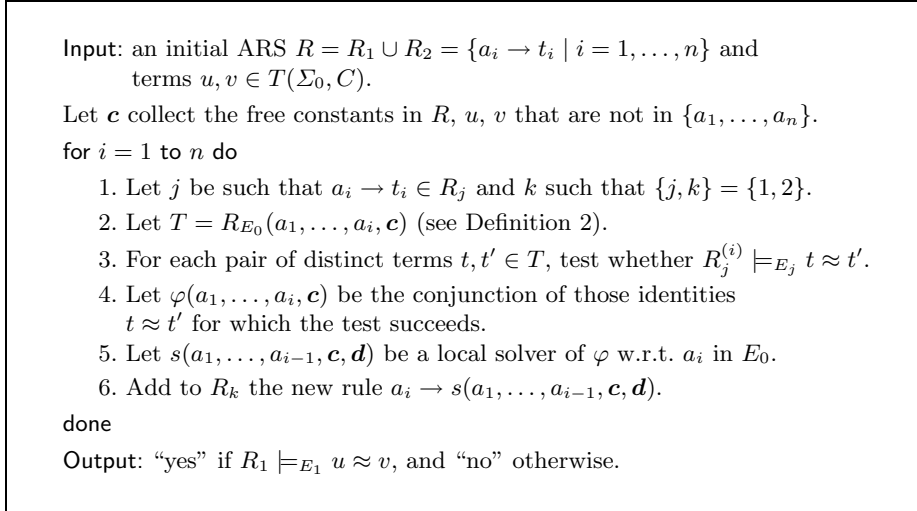 Input: an initial ARS R = R₁ ∪ R₂ = {aᵢ → tᵢ | i = 1, . . . , n} and
terms u, v ∈ T(Σ₀, C).
Let 𝒄 collect the free constants in R, u, v that are not in {a₁, . . . , aₙ}.
for i = 1 to n do
1. Let j be such that aᵢ → tᵢ ∈ Rⱼ and k such that {j, k} = {1, 2}.
2. Let T = R_{E₀}(a₁, . . . , aᵢ, 𝒄) (see Definition 2).
3. For each pair of distinct terms t, t′ ∈ T, test whether Rⱼ⁽ⁱ⁾ ⊨_{Eⱼ} t ≈ t′.
4. Let φ(a₁, . . . , aᵢ, 𝒄) be the conjunction of those identities
t ≈ t′ for which the test succeeds.
5. Let s(a₁, . . . , aᵢ₋₁, 𝒄, 𝒅) be a local solver of φ w.r.t. aᵢ in E₀.
6. Add to Rₖ the new rule aᵢ → s(a₁, . . . , aᵢ₋₁, 𝒄, 𝒅).
done
Output: “yes” if R₁ ⊨_{E₁} u ≈ v, and “no” otherwise.